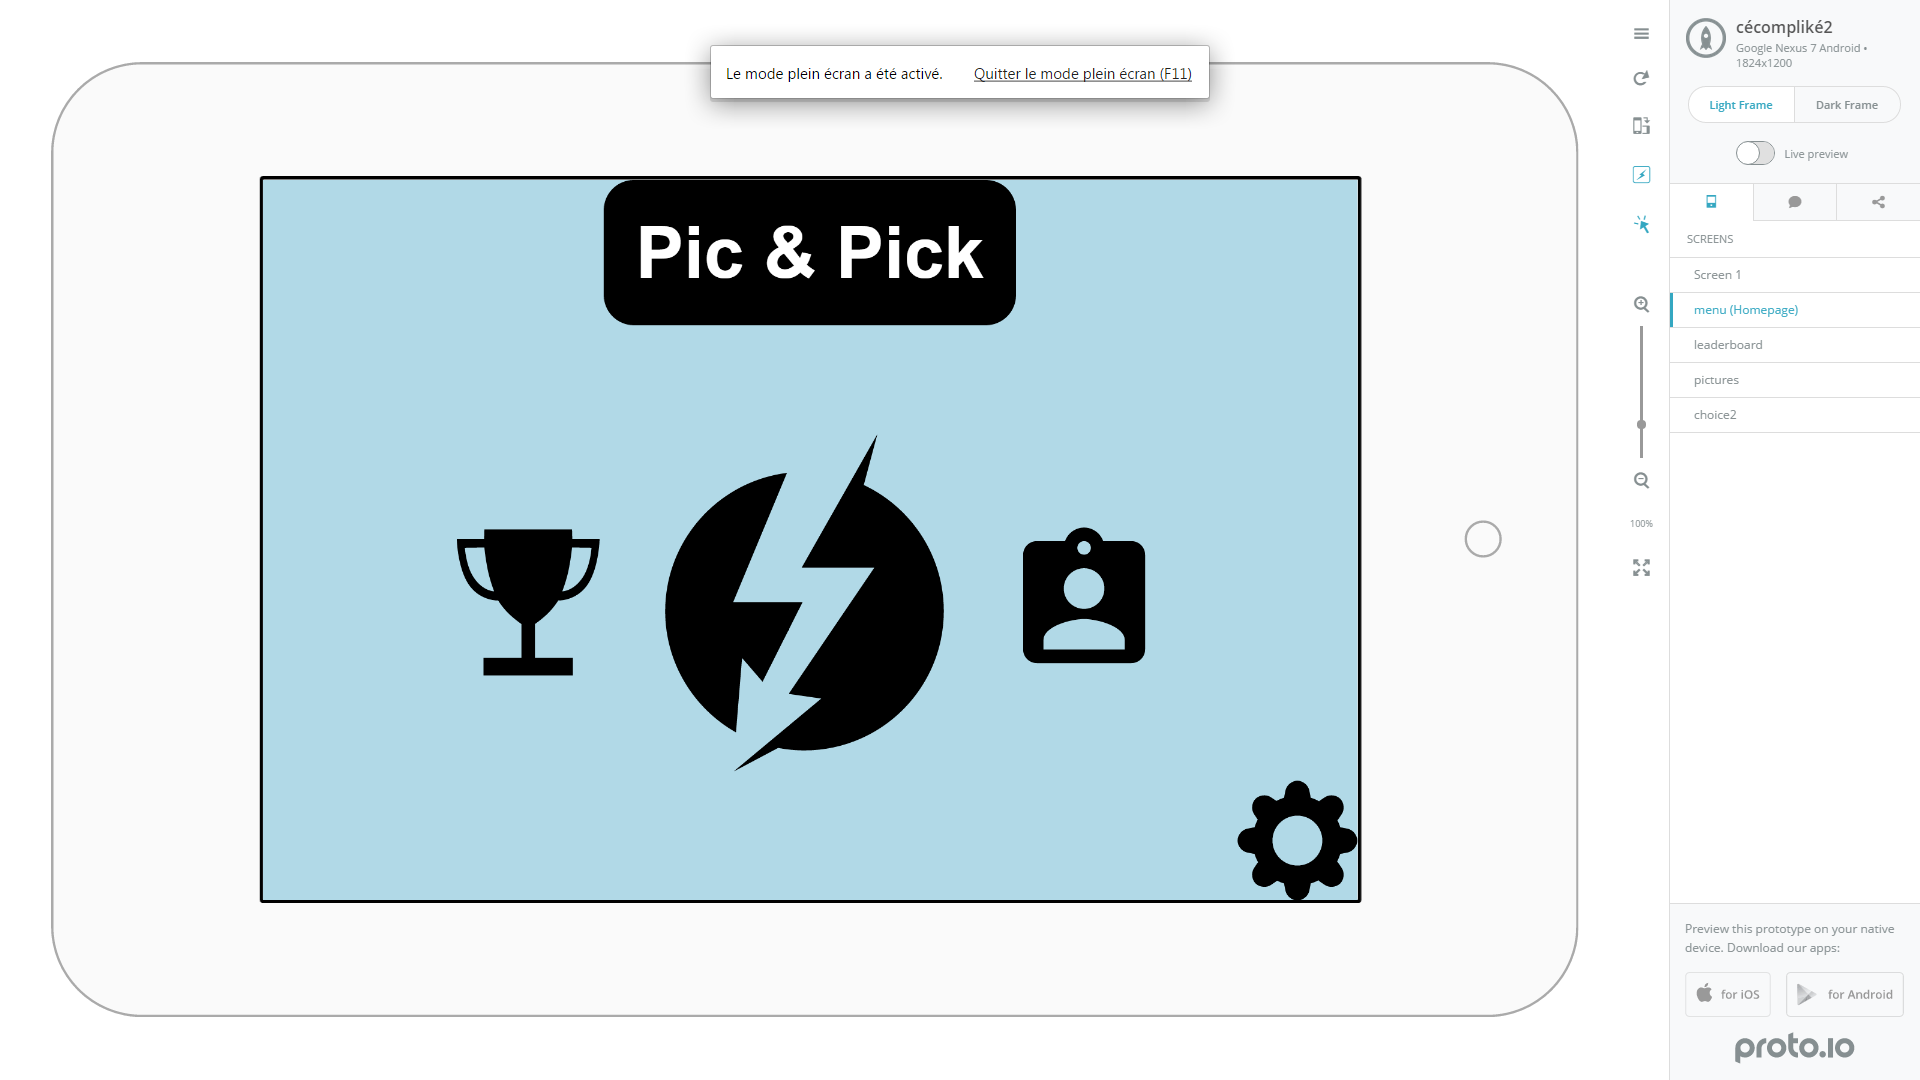 Le mode plein écran a été activé. Quitter le mode plein écran (F11)
Pic & Pick
100%
cécompliké2
Google Nexus 7 Android •
1824x1200
Light Frame Dark Frame
Live preview
SCREENS
Screen 1
menu (Homepage)
leaderboard
pictures
choice2
Preview this prototype on your native
device. Download our apps:
for iOS for Android
proto.io